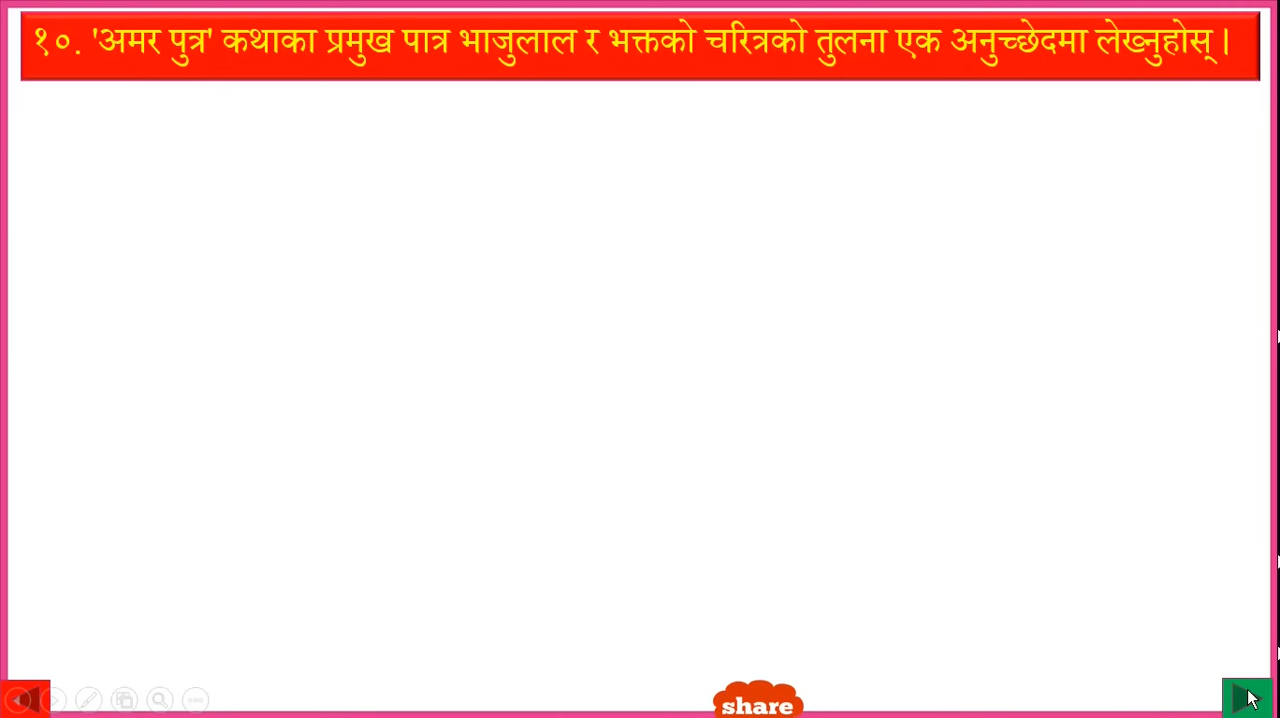 १०. 'अमर पुत्र' कथाका प्रमुख पात्र भाजुलाल र भक्तको चरित्रको तुलना एक अनुच्छेदमा लेख्नुहोस् ।
share